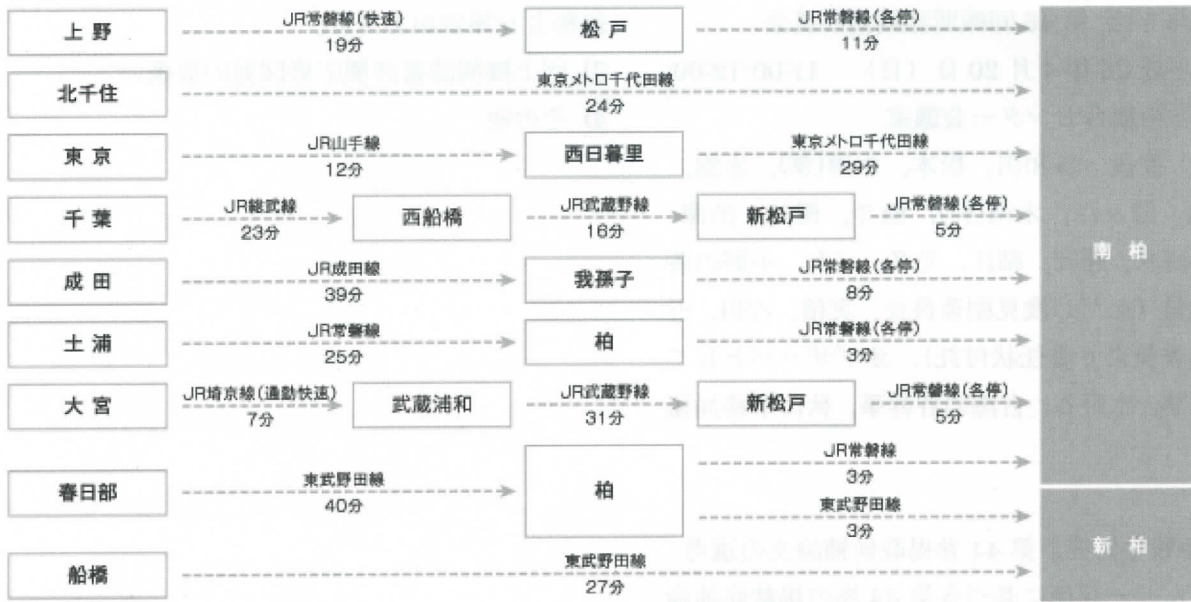 上野 JR常磐線(快速) 19分 松戸 JR常磐線(各停) 11分
北千住 東京メトロ千代田線 24分
東京 JR山手線 12分 西日暮里 東京メトロ千代田線 29分
千葉 JR総武線 23分 西船橋 JR武蔵野線 16分 新松戸 JR常磐線(各停) 5分
成田 JR成田線 39分 我孫子 JR常磐線(各停) 8分
土浦 JR常磐線 25分 柏 JR常磐線(各停) 3分
大宮 JR埼京線(通勤快速) 7分 武蔵浦和 JR武蔵野線 31分 新松戸 JR常磐線(各停) 5分
南柏
春日部 東武野田線 40分 柏 JR常磐線 3分
東武野田線 3分
船橋 東武野田線 27分
新柏